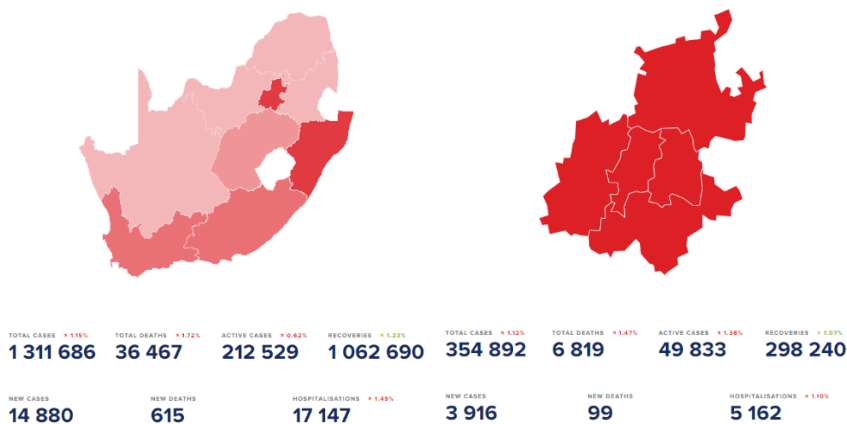 TOTAL CASES × 1.15% TOTAL DEATHS × 1.72% ACTIVE CASES × 0.62% RECOVERIES × 1.23%
1 311 686 36 467 212 529 1 062 690
NEW CASES NEW DEATHS HOSPITALISATIONS × 1.49%
14 880 615 17 147
TOTAL CASES × 1.12% TOTAL DEATHS × 1.47% ACTIVE CASES × 1.36% RECOVERIES × 1.07%
354 892 6 819 49 833 298 240
NEW CASES NEW DEATHS HOSPITALISATIONS × 1.10%
3 916 99 5 162